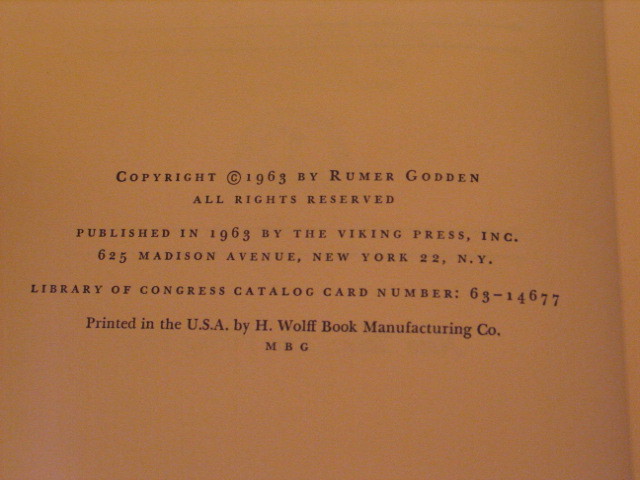 COPYRIGHT ©1963 BY RUMER GODDEN
ALL RIGHTS RESERVED
PUBLISHED IN 1963 BY THE VIKING PRESS, INC.
625 MADISON AVENUE, NEW YORK 22, N.Y.
LIBRARY OF CONGRESS CATALOG CARD NUMBER: 63-14677
Printed in the U.S.A. by H. Wolff Book Manufacturing Co.
MBG